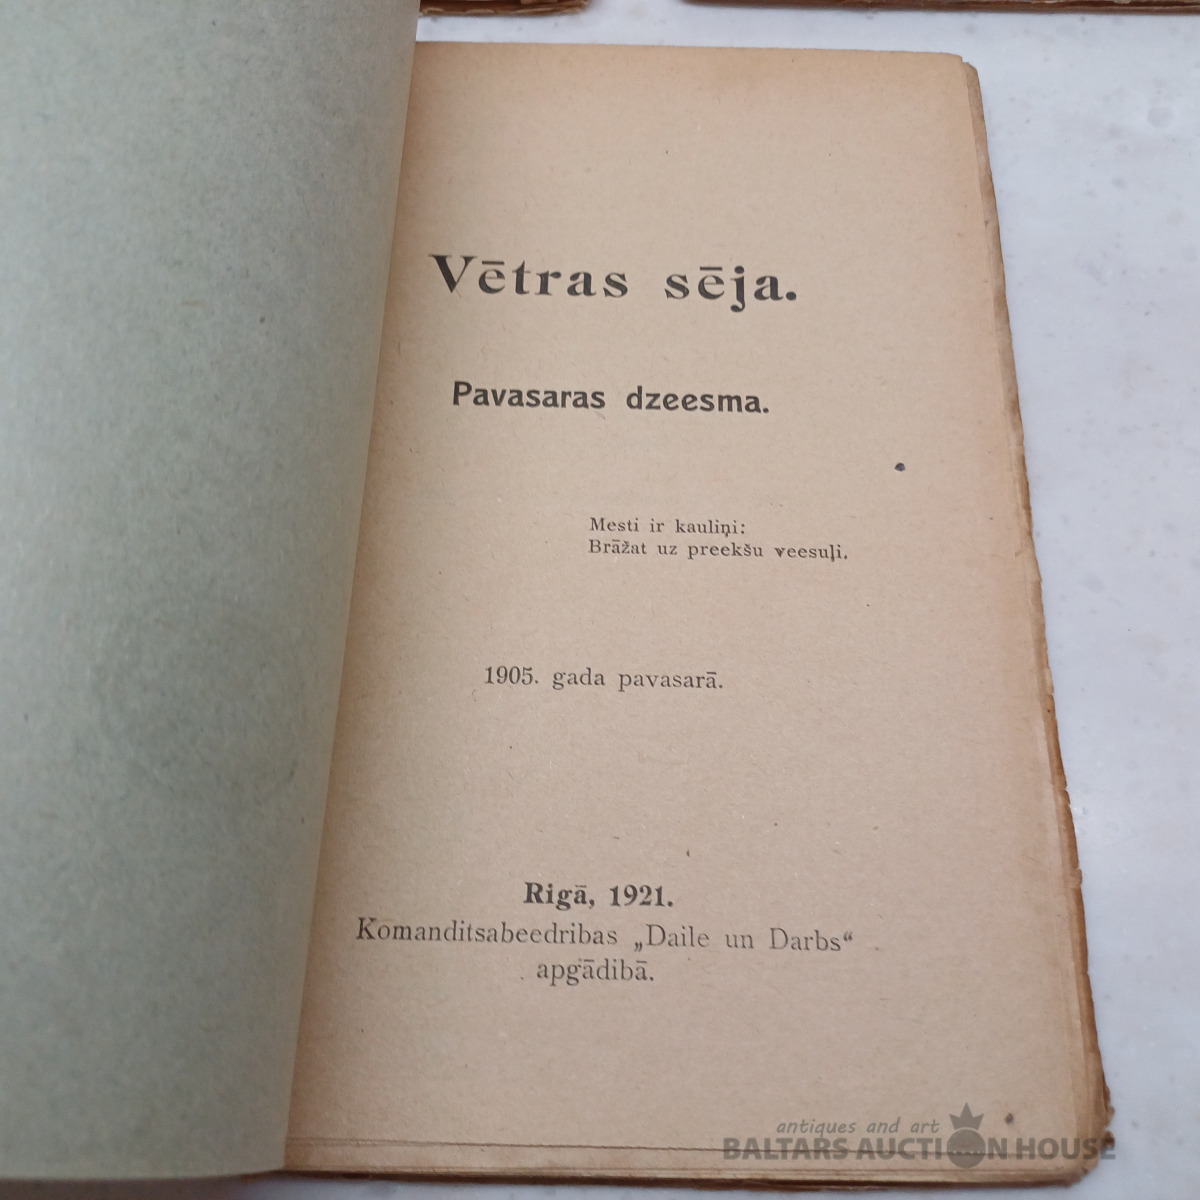 Vētras sēja.
Pavasaras dzeesma.
Mesti ir kauliņi:
Brāžat uz preekšu veesuļi.
1905. gada pavasarā.
Rigā, 1921.
Komanditsabeedribas „Daile un Darbs“
apgādibā.
antiques and art
BALTARS AUCTION HOUSE